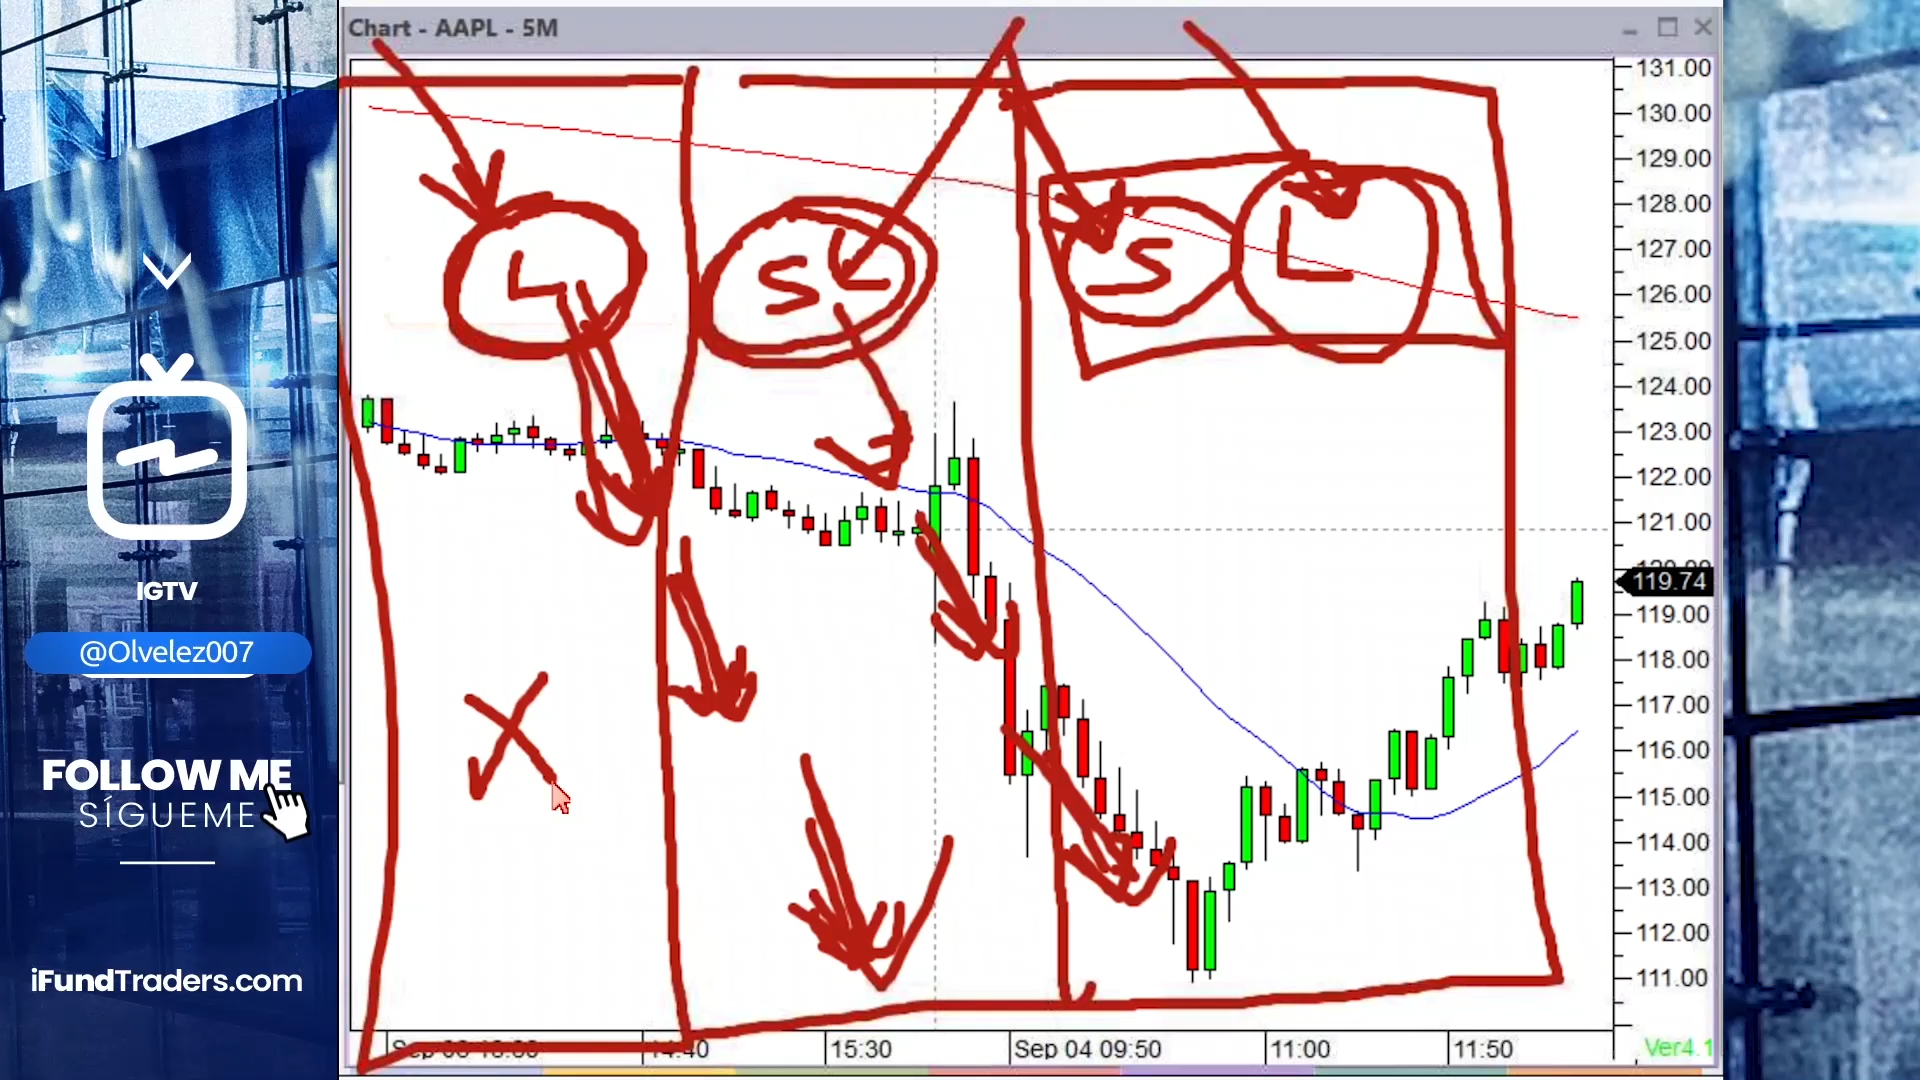 Chart - AAPL - 5M
131.00
130.00
129.00
128.00
127.00
126.00
125.00
124.00
123.00
122.00
121.00
119.74
119.00
118.00
117.00
116.00
115.00
114.00
113.00
112.00
111.00
L
S L
S
L
X
Sep 04 09:50
15:30
11:00
11:50
Ver4.1
IGTV
@Olvelez007
FOLLOW ME
SÍGUEME
iFundTraders.com